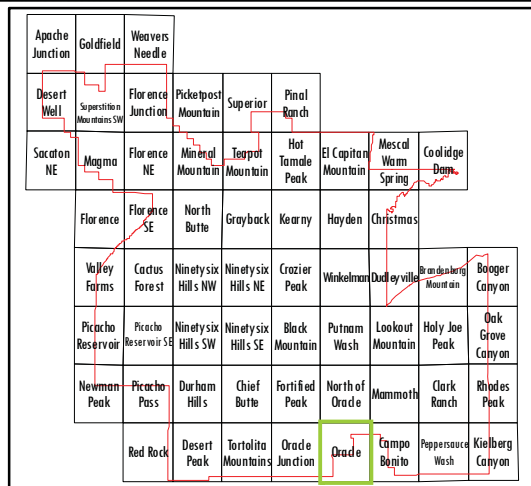 Apache
Junction
Goldfield
Weavers
Needle
Desert
Well
Superstition
Mountains SW
Florence
Junction
Picketpost
Mountain
Superior
Pinal
Ranch
Sacaton
NE
Magma
Florence
NE
Mineral
Mountain
Teapot
Mountain
Hot
Tamale
Peak
El Capitan
Mountain
Mescal
Warm
Spring
Coolidge
Dam
Florence
Florence
SE
North
Butte
Grayback
Kearny
Hayden
Christmas
Valley
Farms
Cactus
Forest
Ninetysix
Hills NW
Ninetysix
Hills NE
Crozier
Peak
Winkelman
Dudleyville
Brandenburg
Mountain
Booger
Canyon
Picacho
Reservoir
Picacho
Reservoir SE
Ninetysix
Hills SW
Ninetysix
Hills SE
Black
Mountain
Putnam
Wash
Lookout
Mountain
Holy Joe
Peak
Oak
Grove
Canyon
Newman
Peak
Picacho
Pass
Durham
Hills
Chief
Butte
Fortified
Peak
North of
Oracle
Mammoth
Clark
Ranch
Rhodes
Peak
Red Rock
Desert
Peak
Tortolita
Mountains
Oracle
Junction
Oracle
Campo
Bonito
Peppersauce
Wash
Kielberg
Canyon